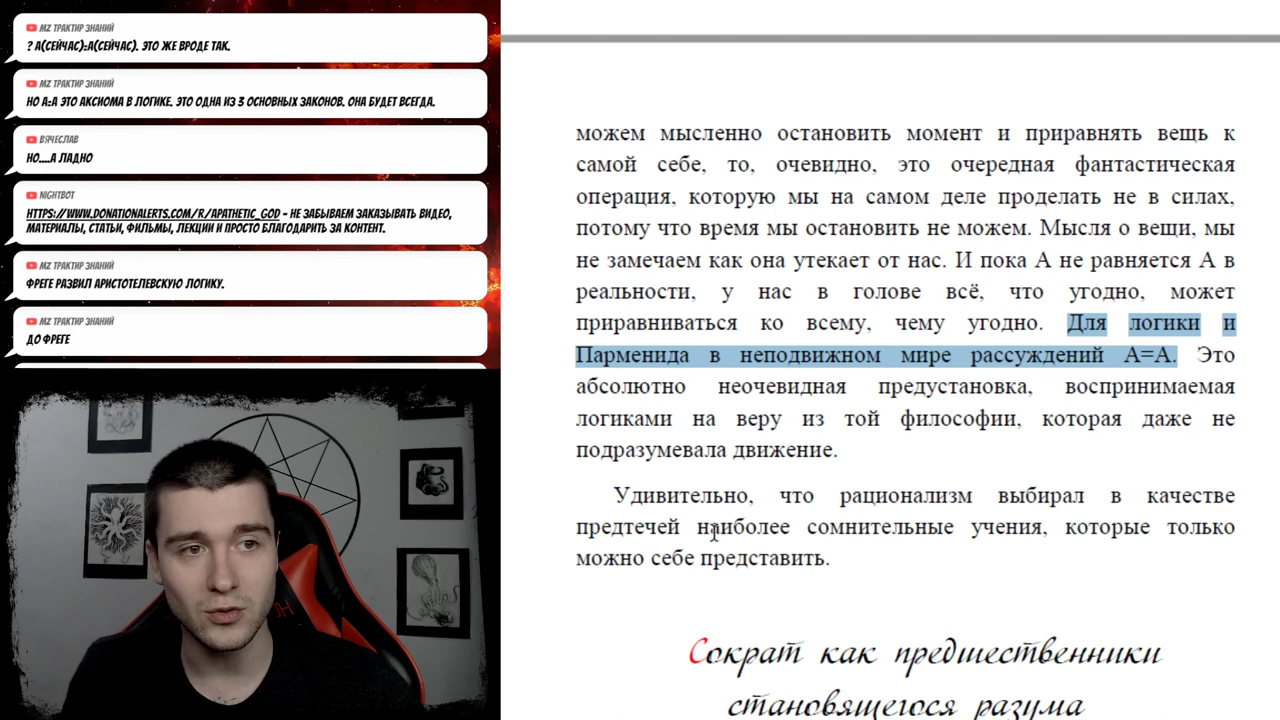 MZ ТРАКТИР ЗНАНИЙ
? А(СЕЙЧАС)=А(СЕЙЧАС). ЭТО ЖЕ ВРОДЕ ТАК.
MZ ТРАКТИР ЗНАНИЙ
НО А=А ЭТО АКСИОМА В ЛОГИКЕ. ЭТО ОДНА ИЗ 3 ОСНОВНЫХ ЗАКОНОВ. ОНА БУДЕТ ВСЕГДА.
ВЯЧЕСЛАВ
НО....А ЛАДНО
NIGHTBOT
HTTPS://WWW.DONATIONALERTS.COM/R/APATHETIC_GOD - НЕ ЗАБЫВАЕМ ЗАКАЗЫВАТЬ ВИДЕО,
МАТЕРИАЛЫ, СТАТЬИ, ФИЛЬМЫ, ЛЕКЦИИ И ПРОСТО БЛАГОДАРИТЬ ЗА КОНТЕНТ.
MZ ТРАКТИР ЗНАНИЙ
ФРЕГЕ РАЗВИЛ АРИСТОТЕЛЕВСКУЮ ЛОГИКУ.
MZ ТРАКТИР ЗНАНИЙ
ДО ФРЕГЕ
можем мысленно остановить момент и приравнять вещь к
самой себе, то, очевидно, это очередная фантастическая
операция, которую мы на самом деле проделать не в силах,
потому что время мы остановить не можем. Мысля о вещи, мы
не замечаем как она утекает от нас. И пока А не равняется А в
реальности, у нас в голове всё, что угодно, может
приравниваться ко всему, чему угодно. Для логики и
Парменида в неподвижном мире рассуждений А=А. Это
абсолютно неочевидная предустановка, воспринимаемая
логиками на веру из той философии, которая даже не
подразумевала движение.
Удивительно, что рационализм выбирал в качестве
предтечей наиболее сомнительные учения, которые только
можно себе представить.
Сократ как предшественники
становящегося разума